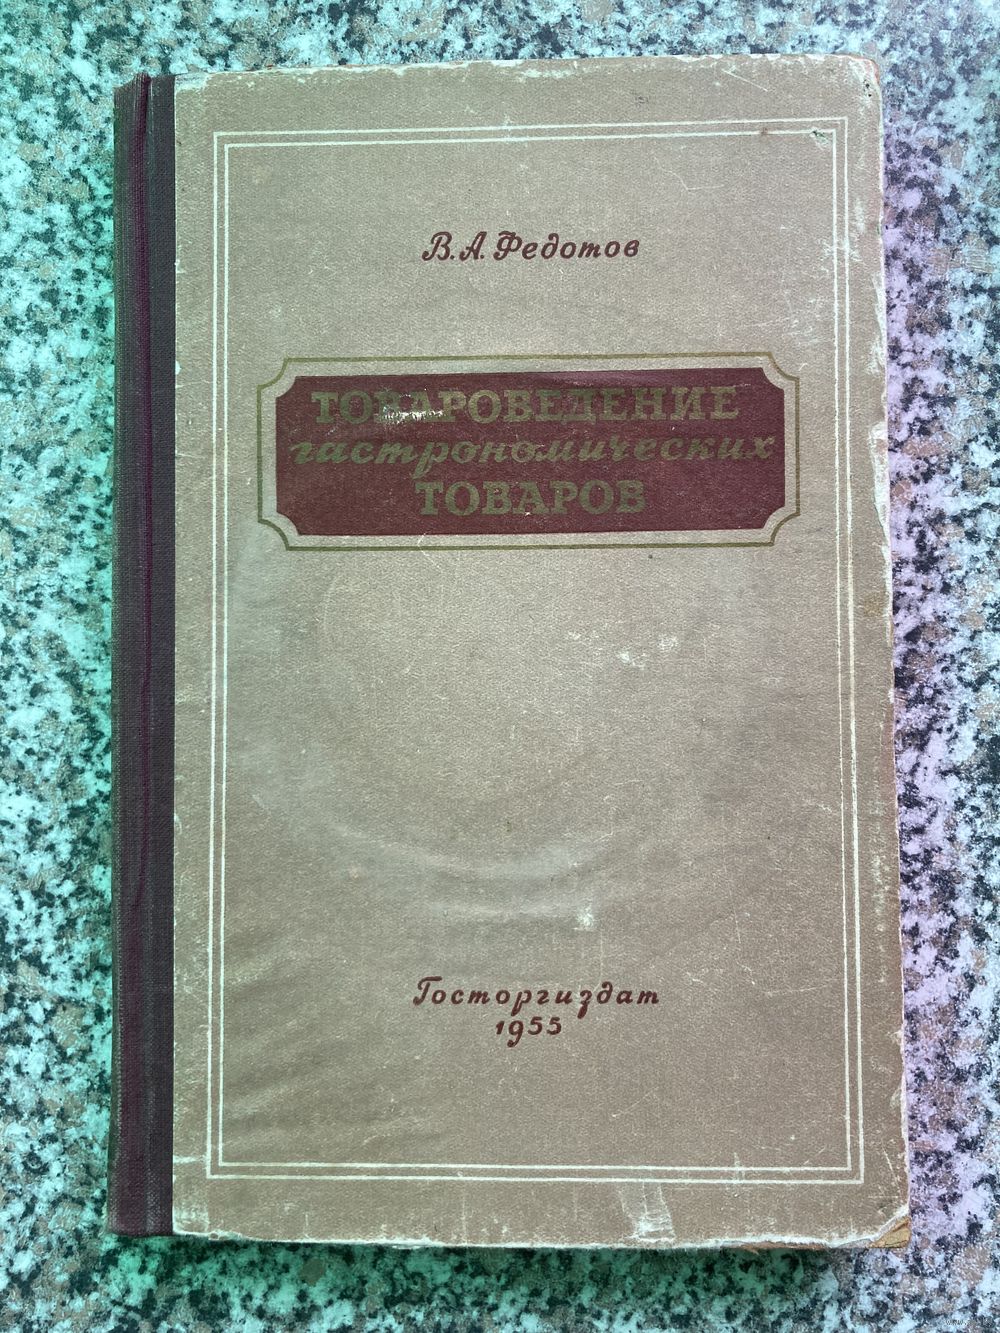 В. А. Федотов
ТОВАРОВЕДЕНИЕ
гастрономических
ТОВАРОВ
Госторгиздат
1955